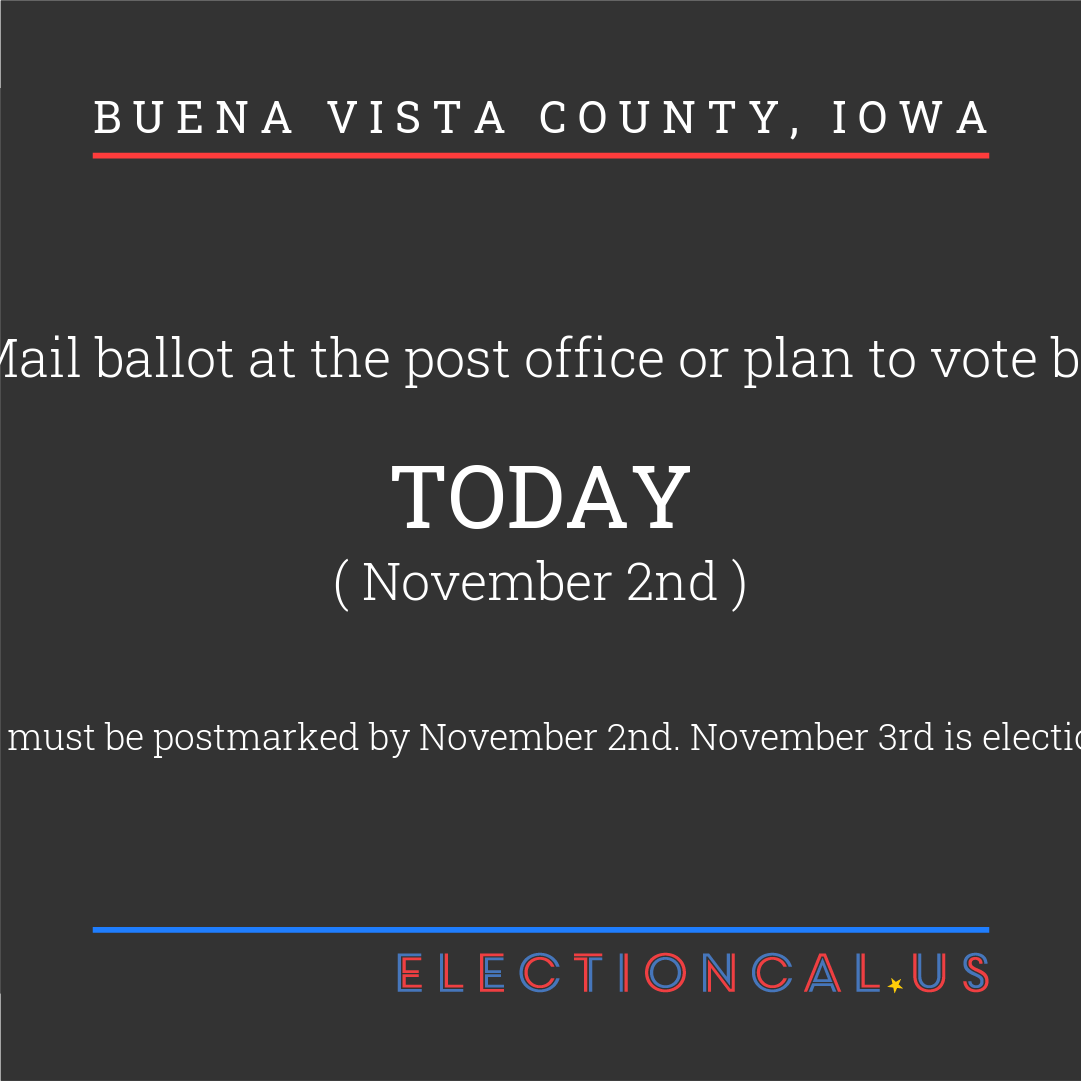 BUENA VISTA COUNTY, IOWA
Mail ballot at the post office or plan to vote b
TODAY
( November 2nd )
must be postmarked by November 2nd. November 3rd is electio
ELECTIONCAL.US